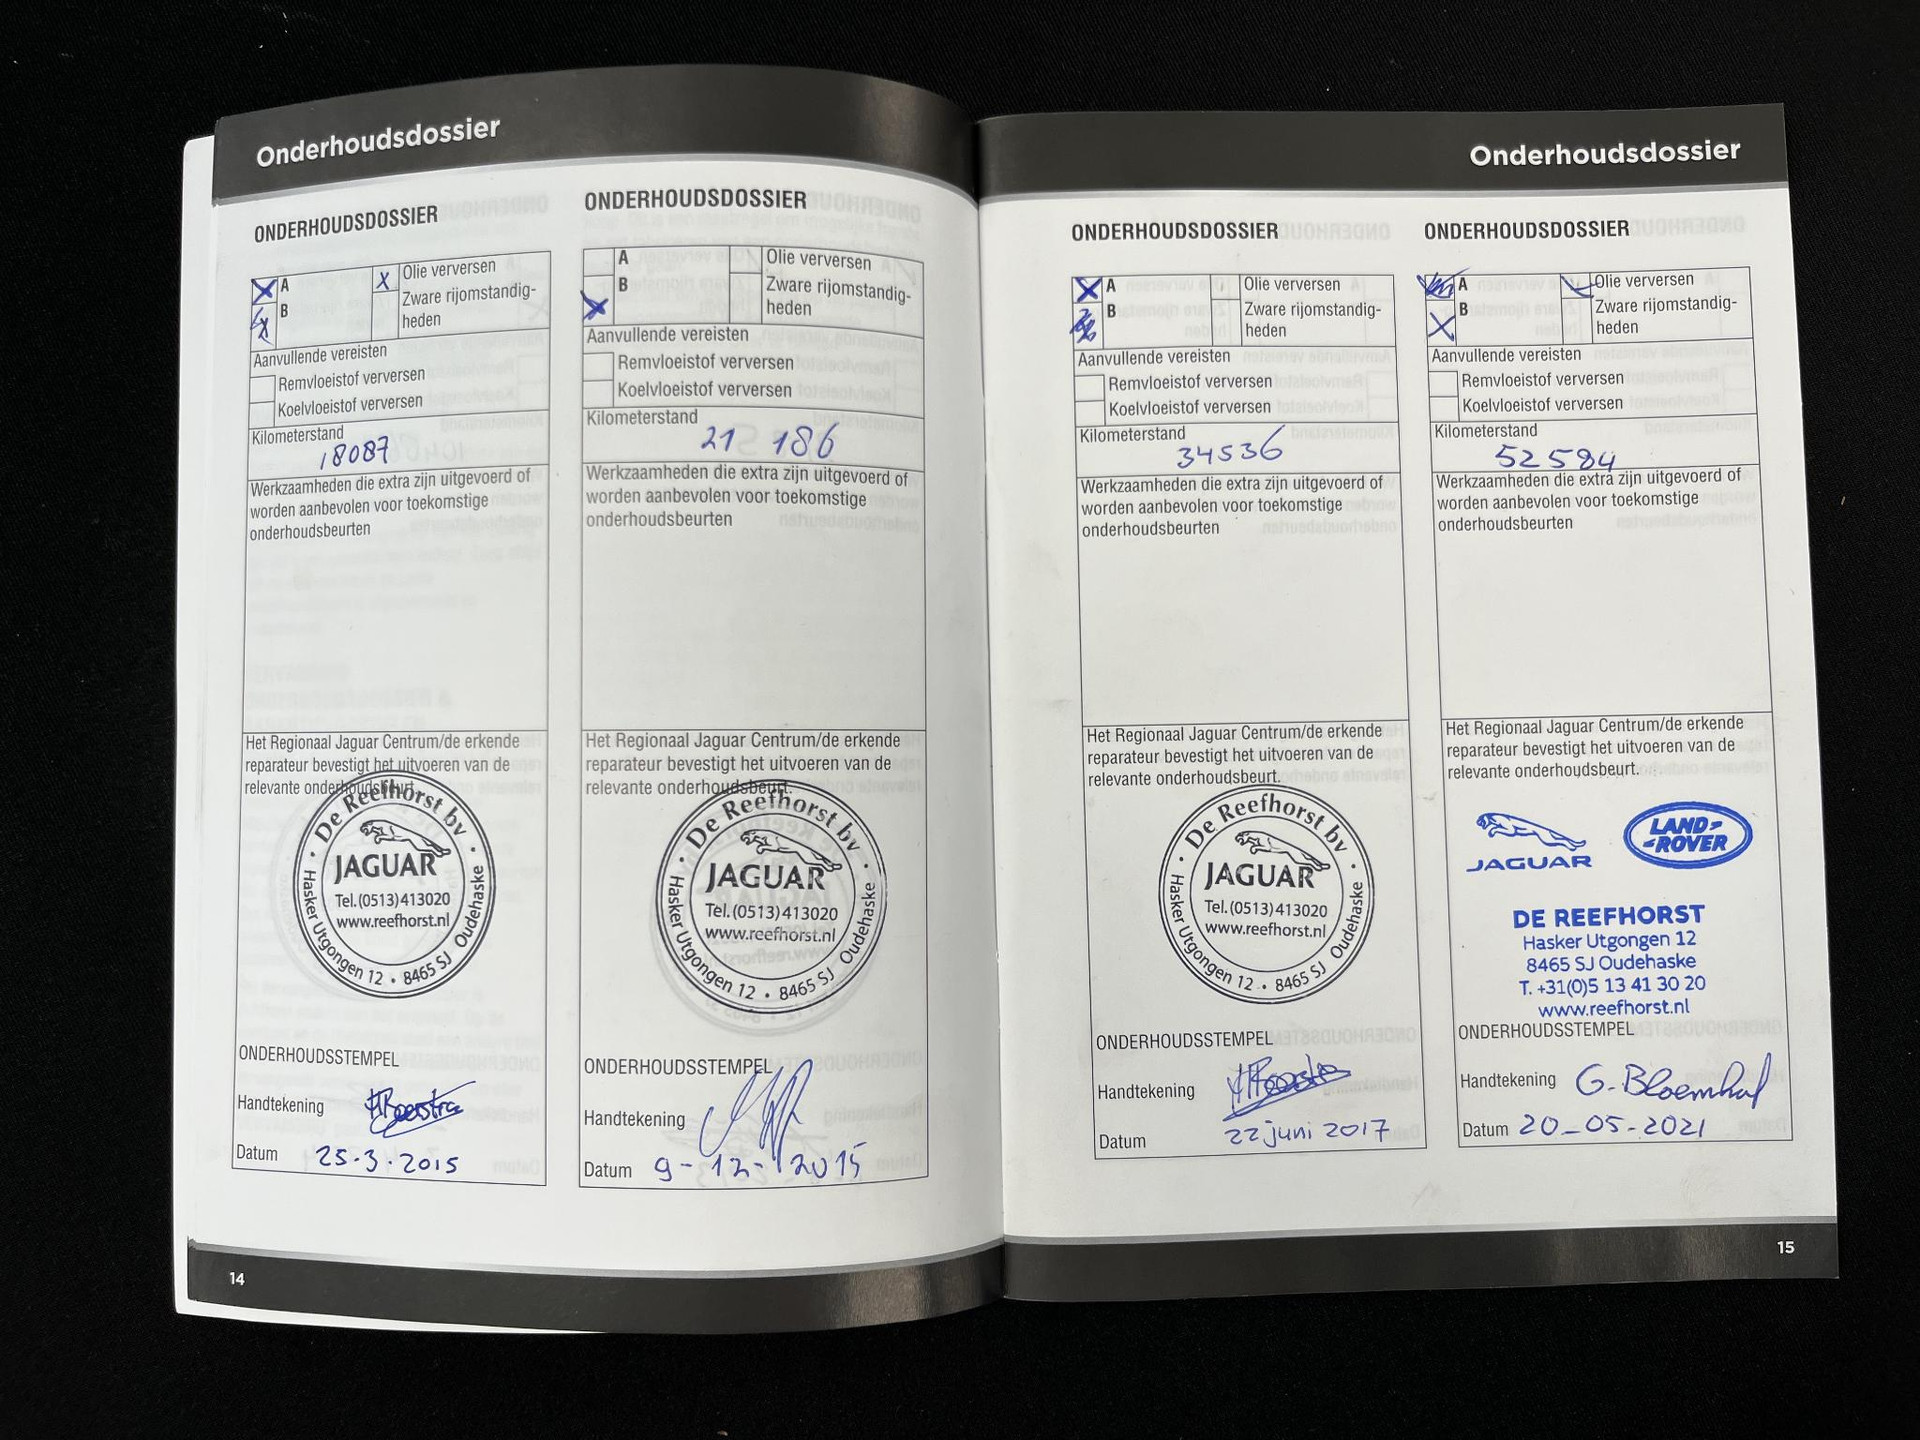 Onderhoudsdossier
ONDERHOUDSDOSSIER
X A
B
X Olie verversen
Zware rijomstandig-
heden
Aanvullende vereisten
Remvloeistof verversen
Koelvloeistof verversen
Kilometerstand
18087
Werkzaamheden die extra zijn uitgevoerd of
worden aanbevolen voor toekomstige
onderhoudsbeurten
Het Regionaal Jaguar Centrum/de erkende
reparateur bevestigt het uitvoeren van de
relevante onderhoudsbeurt.
De Reefhorst bv
JAGUAR
Tel.(0513)413020
www.reefhorst.nl
Hasker Utgongen 12 • 8465 SJ Oudehaske
ONDERHOUDSSTEMPEL
Handtekening
Datum 25.3.2015
ONDERHOUDSDOSSIER
A
X B
Olie verversen
Zware rijomstandig-
heden
Aanvullende vereisten
Remvloeistof verversen
Koelvloeistof verversen
Kilometerstand
21 186
Werkzaamheden die extra zijn uitgevoerd of
worden aanbevolen voor toekomstige
onderhoudsbeurten
Het Regionaal Jaguar Centrum/de erkende
reparateur bevestigt het uitvoeren van de
relevante onderhoudsbeurt.
De Reefhorst bv
JAGUAR
Tel.(0513)413020
www.reefhorst.nl
Hasker Utgongen 12 • 8465 SJ Oudehaske
ONDERHOUDSSTEMPEL
Handtekening
Datum 9-12-2015
14
Onderhoudsdossier
ONDERHOUDSDOSSIER
X A
B
Olie verversen
Zware rijomstandig-
heden
Aanvullende vereisten
Remvloeistof verversen
Koelvloeistof verversen
Kilometerstand
34536
Werkzaamheden die extra zijn uitgevoerd of
worden aanbevolen voor toekomstige
onderhoudsbeurten
Het Regionaal Jaguar Centrum/de erkende
reparateur bevestigt het uitvoeren van de
relevante onderhoudsbeurt.
De Reefhorst bv
JAGUAR
Tel.(0513)413020
www.reefhorst.nl
Hasker Utgongen 12 • 8465 SJ Oudehaske
ONDERHOUDSSTEMPEL
Handtekening
Datum 22 juni 2017
ONDERHOUDSDOSSIER
A
X B
Olie verversen
Zware rijomstandig-
heden
Aanvullende vereisten
Remvloeistof verversen
Koelvloeistof verversen
Kilometerstand
52584
Werkzaamheden die extra zijn uitgevoerd of
worden aanbevolen voor toekomstige
onderhoudsbeurten
Het Regionaal Jaguar Centrum/de erkende
reparateur bevestigt het uitvoeren van de
relevante onderhoudsbeurt.
JAGUAR
LAND-
-ROVER
DE REEFHORST
Hasker Utgongen 12
8465 SJ Oudehaske
T. +31(0)5 13 41 30 20
www.reefhorst.nl
ONDERHOUDSSTEMPEL
Handtekening G. Bloemhof
Datum 20-05-2021
15